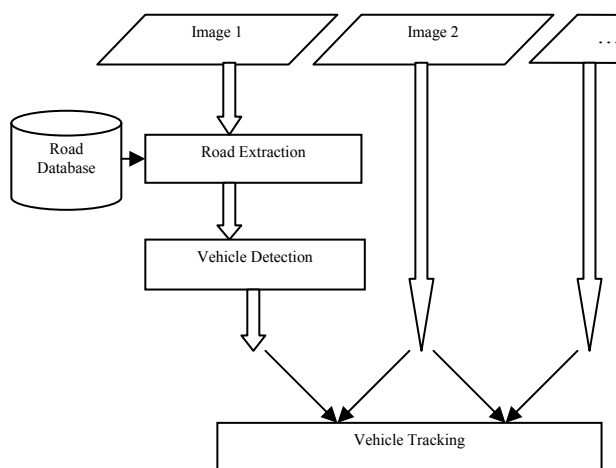 Image 1
Image 2
...
Road
Database
Road Extraction
Vehicle Detection
Vehicle Tracking